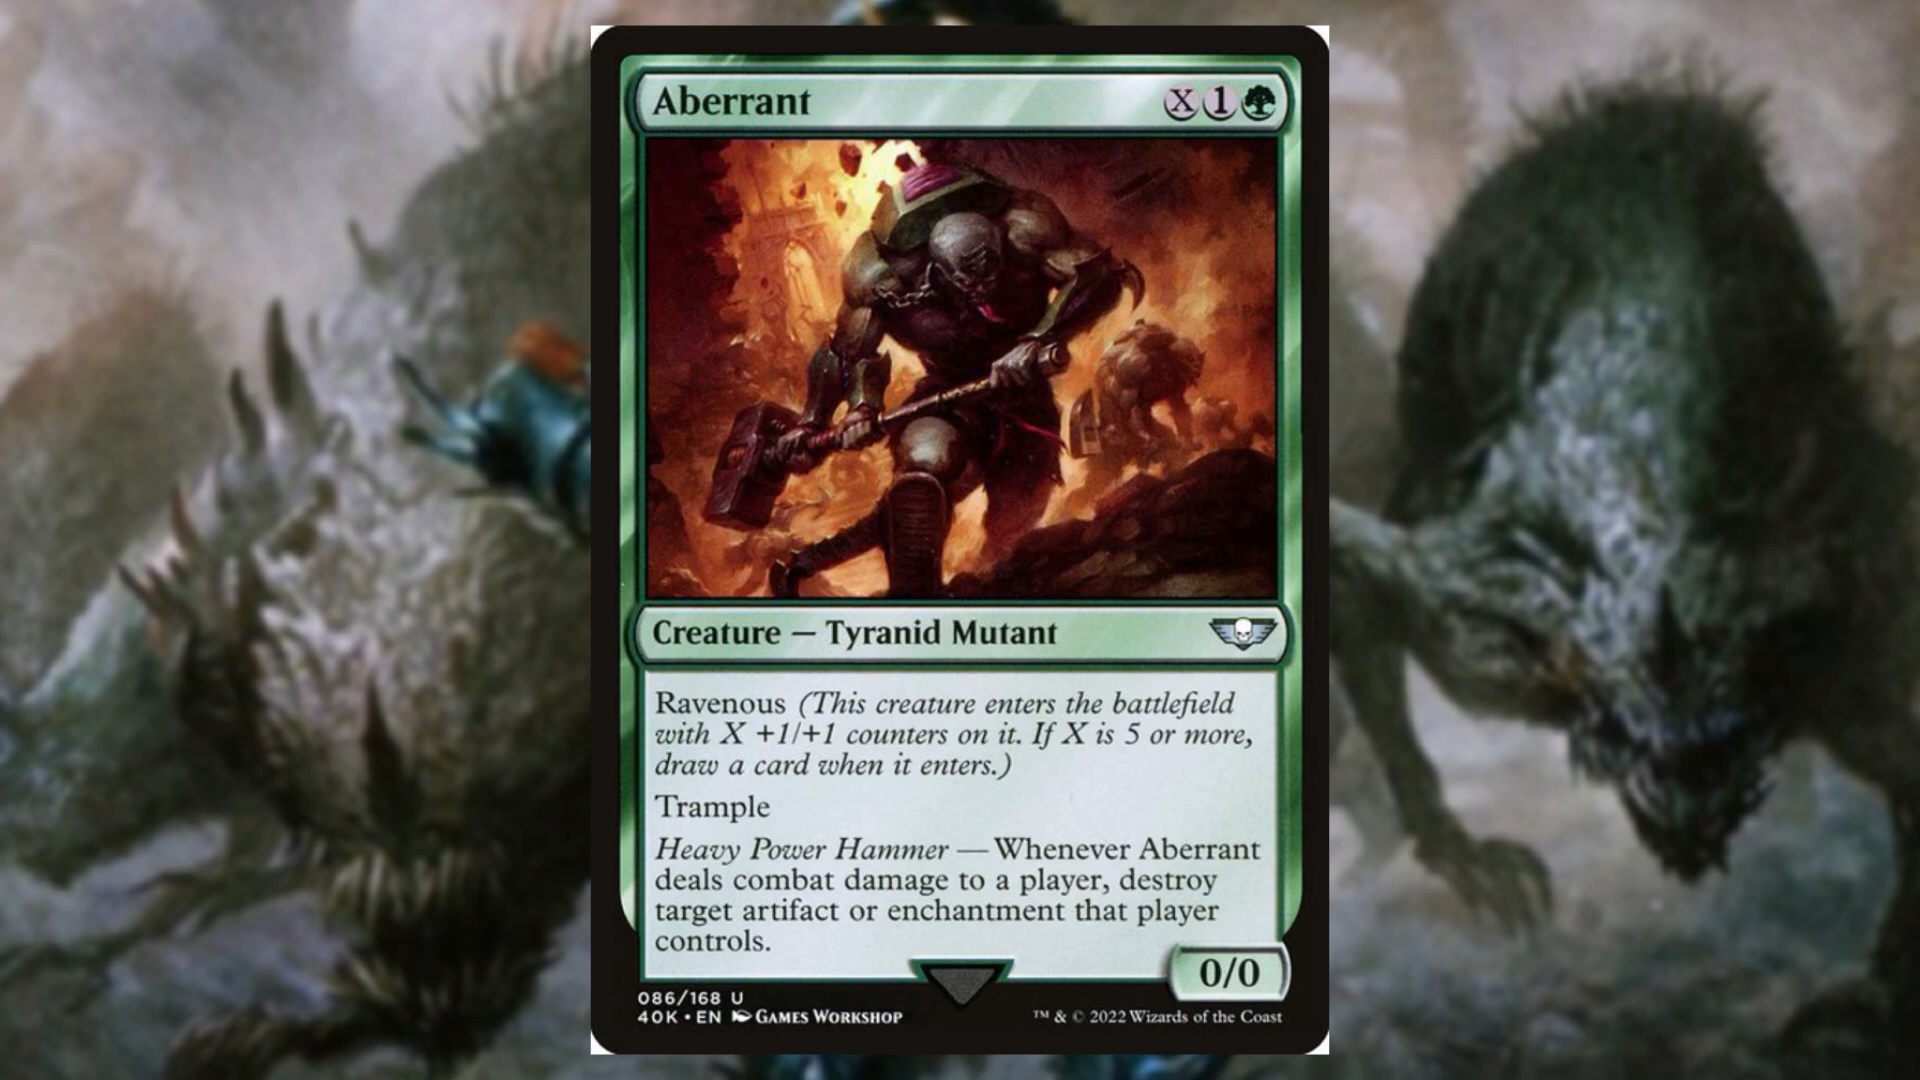 Aberrant X 1
Creature — Tyranid Mutant
Ravenous (This creature enters the battlefield
with X +1/+1 counters on it. If X is 5 or more,
draw a card when it enters.)
Trample
Heavy Power Hammer — Whenever Aberrant
deals combat damage to a player, destroy
target artifact or enchantment that player
controls.
0/0
086/168 U
40K • EN GAMES WORKSHOP
™ & © 2022 Wizards of the Coast